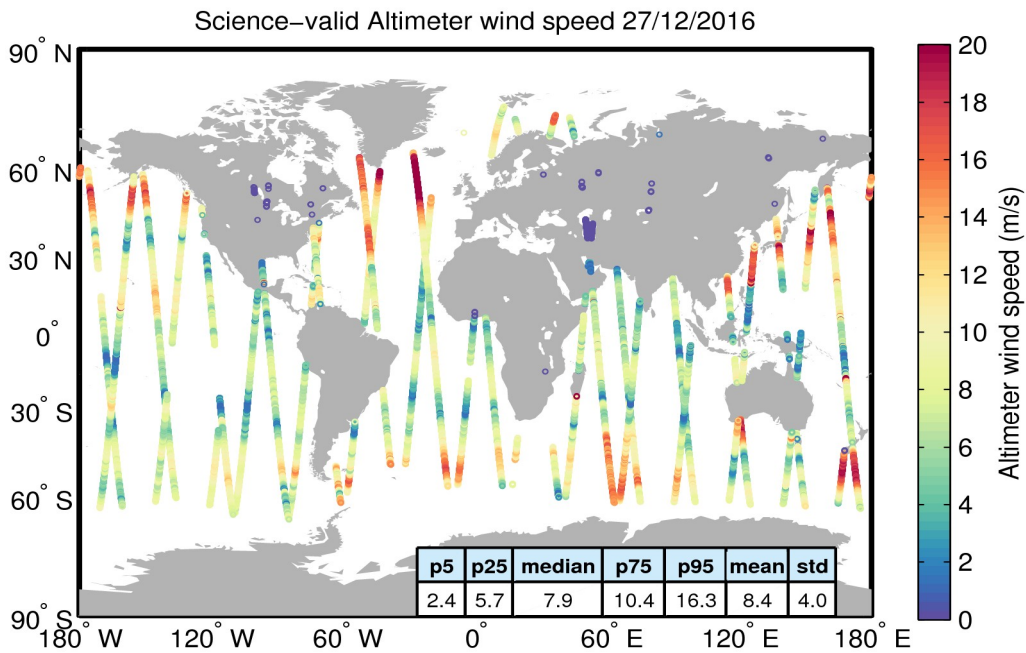 Science−valid Altimeter wind speed 27/12/2016
90° N
60° N
30° N
0°
30° S
60° S
90° S
180° W 120° W 60° W 0° 60° E 120° E 180° E
p5 p25 median p75 p95 mean std
2.4 5.7 7.9 10.4 16.3 8.4 4.0
20
18
16
14
12
10
8
6
4
2
0
Altimeter wind speed (m/s)